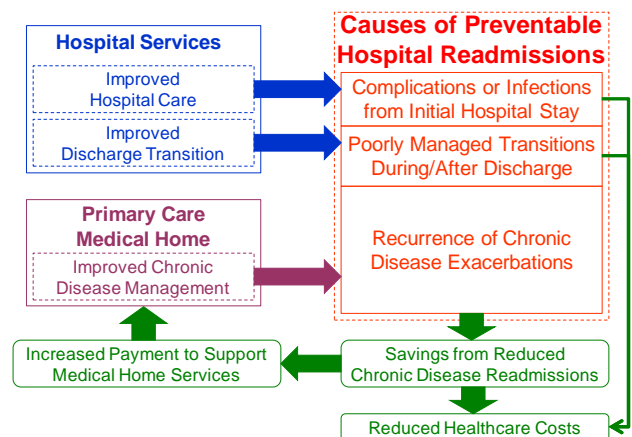 Hospital Services
Improved
Hospital Care
Improved
Discharge Transition
Primary Care
Medical Home
Improved Chronic
Disease Management
Increased Payment to Support
Medical Home Services
Causes of Preventable
Hospital Readmissions
Complications or Infections
from Initial Hospital Stay
Poorly Managed Transitions
During/After Discharge
Recurrence of Chronic
Disease Exacerbations
Savings from Reduced
Chronic Disease Readmissions
Reduced Healthcare Costs